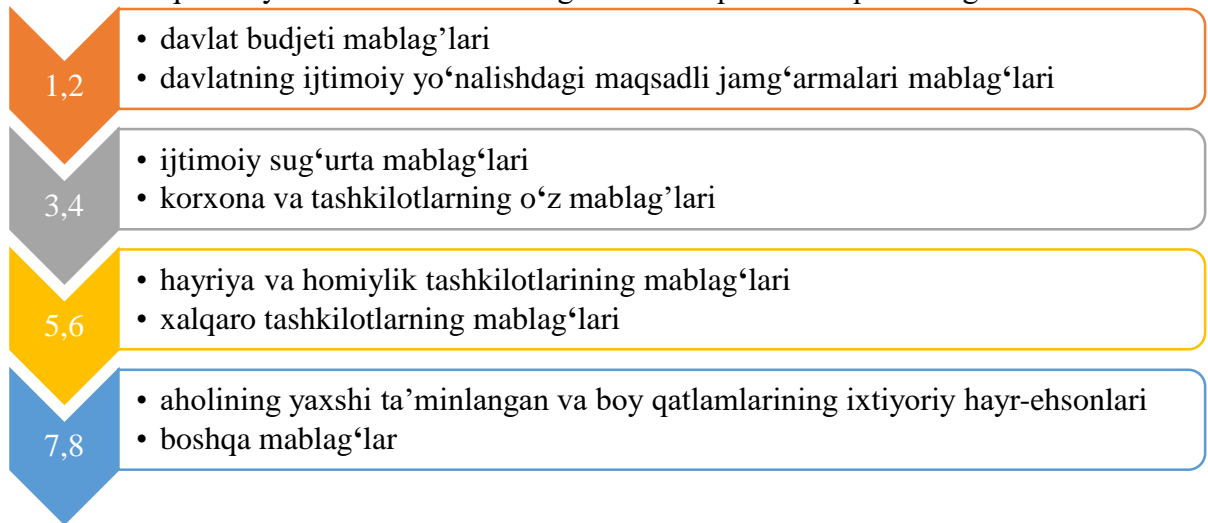 1,2
• davlat budjeti mablag’lari
• davlatning ijtimoiy yo‘nalishdagi maqsadli jamg‘armalari mablag‘lari
3,4
• ijtimoiy sug‘urta mablag‘lari
• korxona va tashkilotlarning o‘z mablag’lari
5,6
• hayriya va homiylik tashkilotlarining mablag‘lari
• xalqaro tashkilotlarning mablag‘lari
7,8
• aholining yaxshi ta’minlangan va boy qatlamlarining ixtiyoriy hayr-ehsonlari
• boshqa mablag‘lar